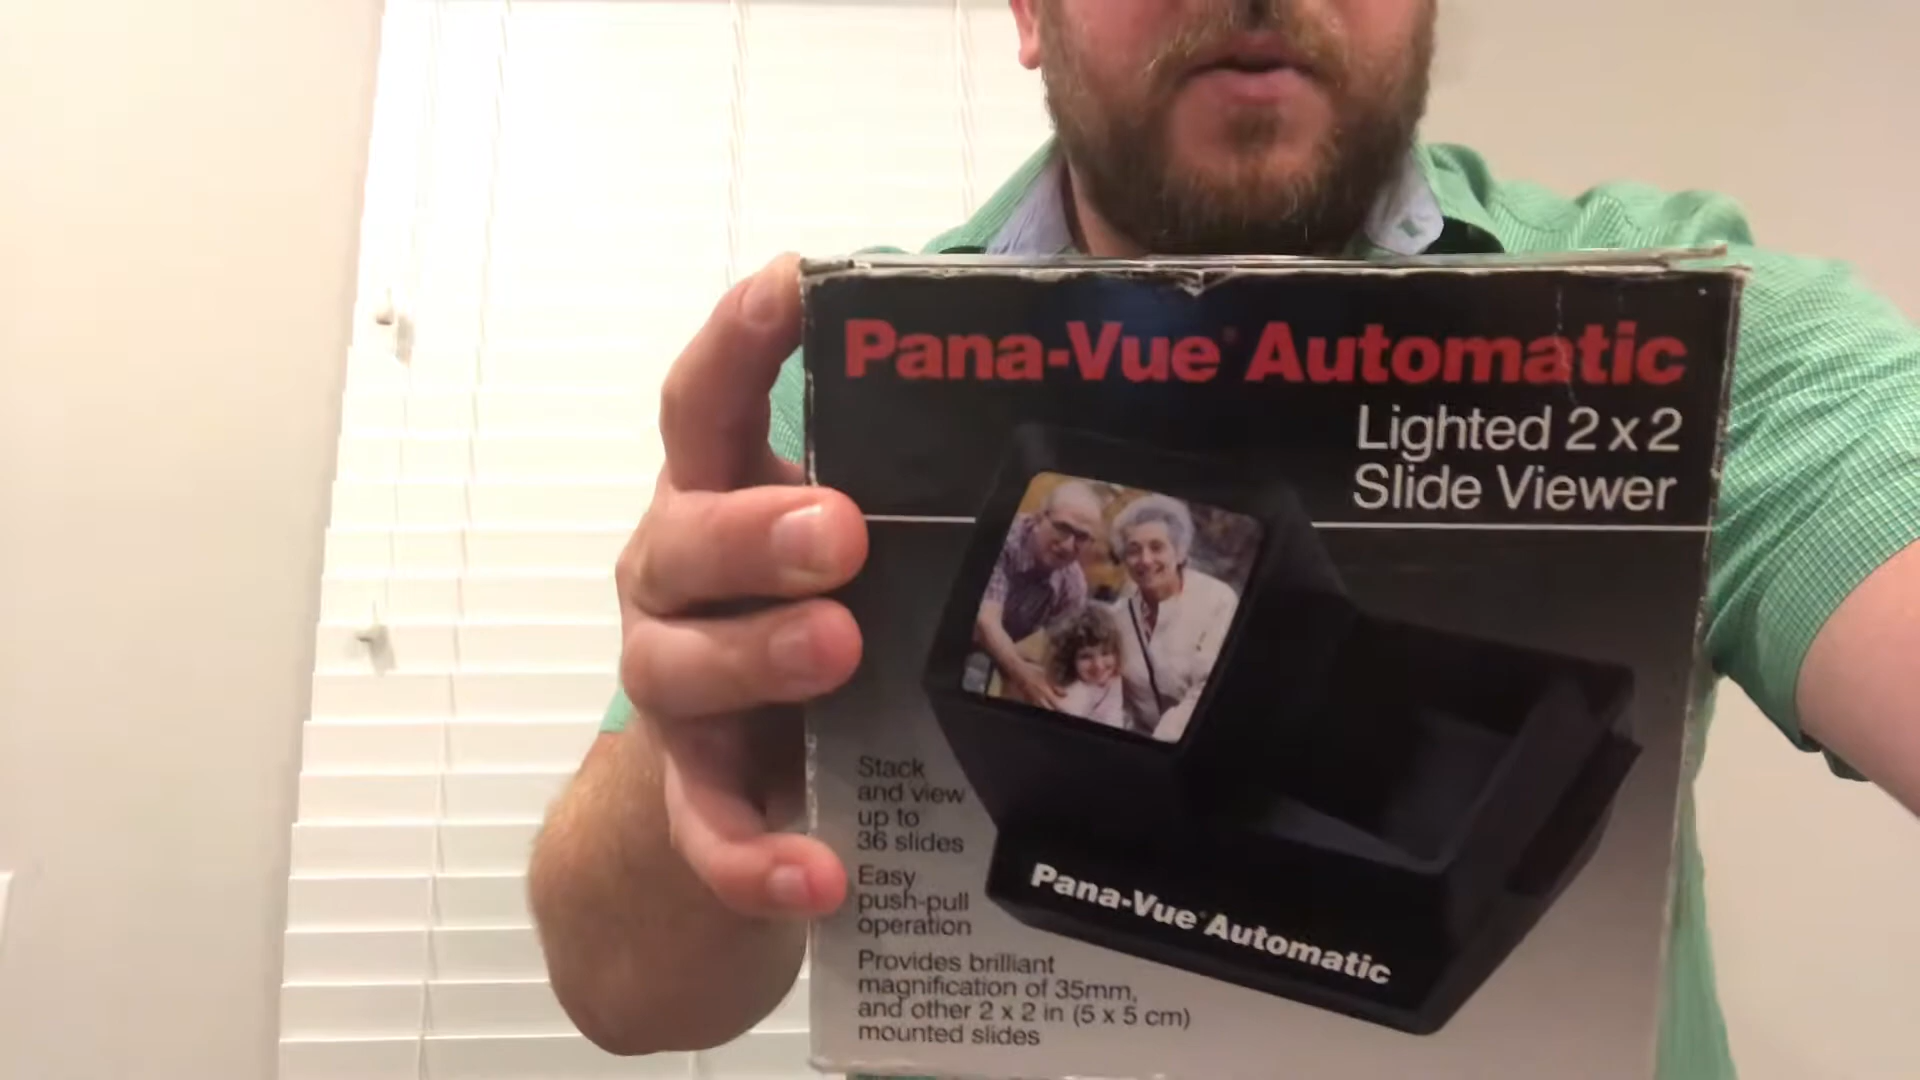 Pana-Vue® Automatic
Lighted 2 x 2
Slide Viewer
Stack
and view
up to
36 slides
Easy
push-pull
operation
Provides brilliant
magnification of 35mm,
and other 2 x 2 in (5 x 5 cm)
mounted slides
Pana-Vue® Automatic